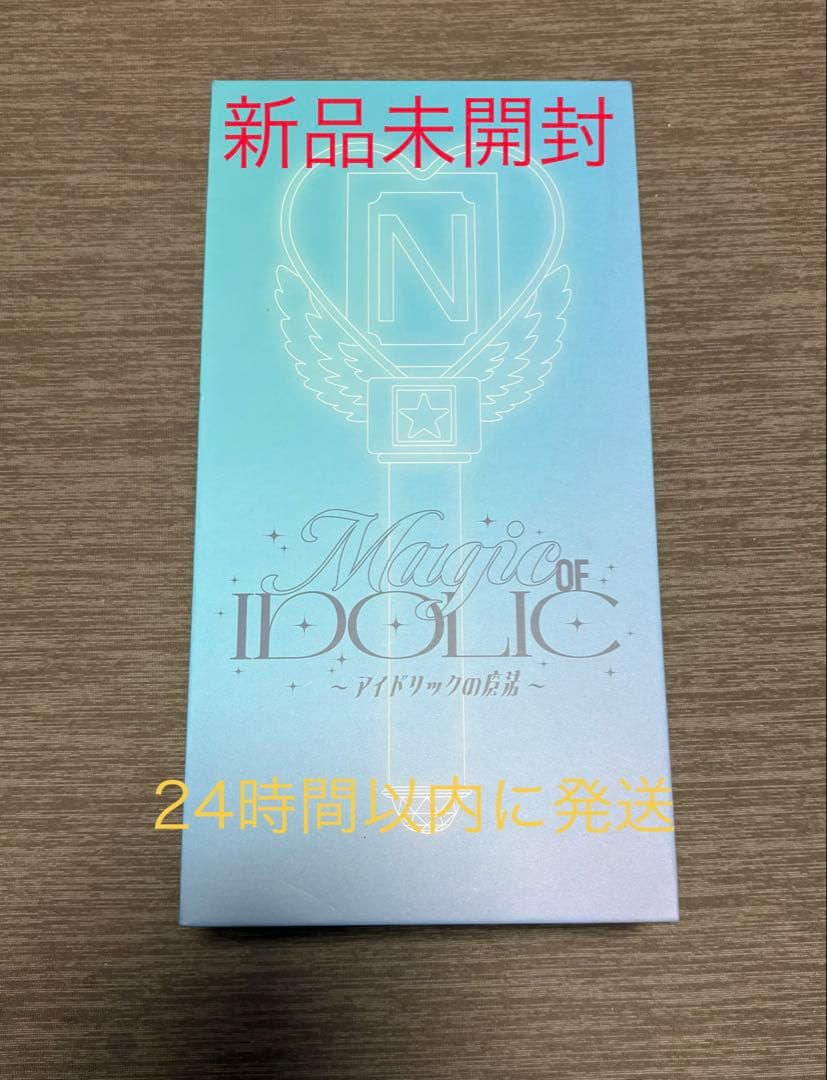 新品未開封
N
Magic OF
IDOLIC
～アイドリックの魔法～
24時間以内に発送